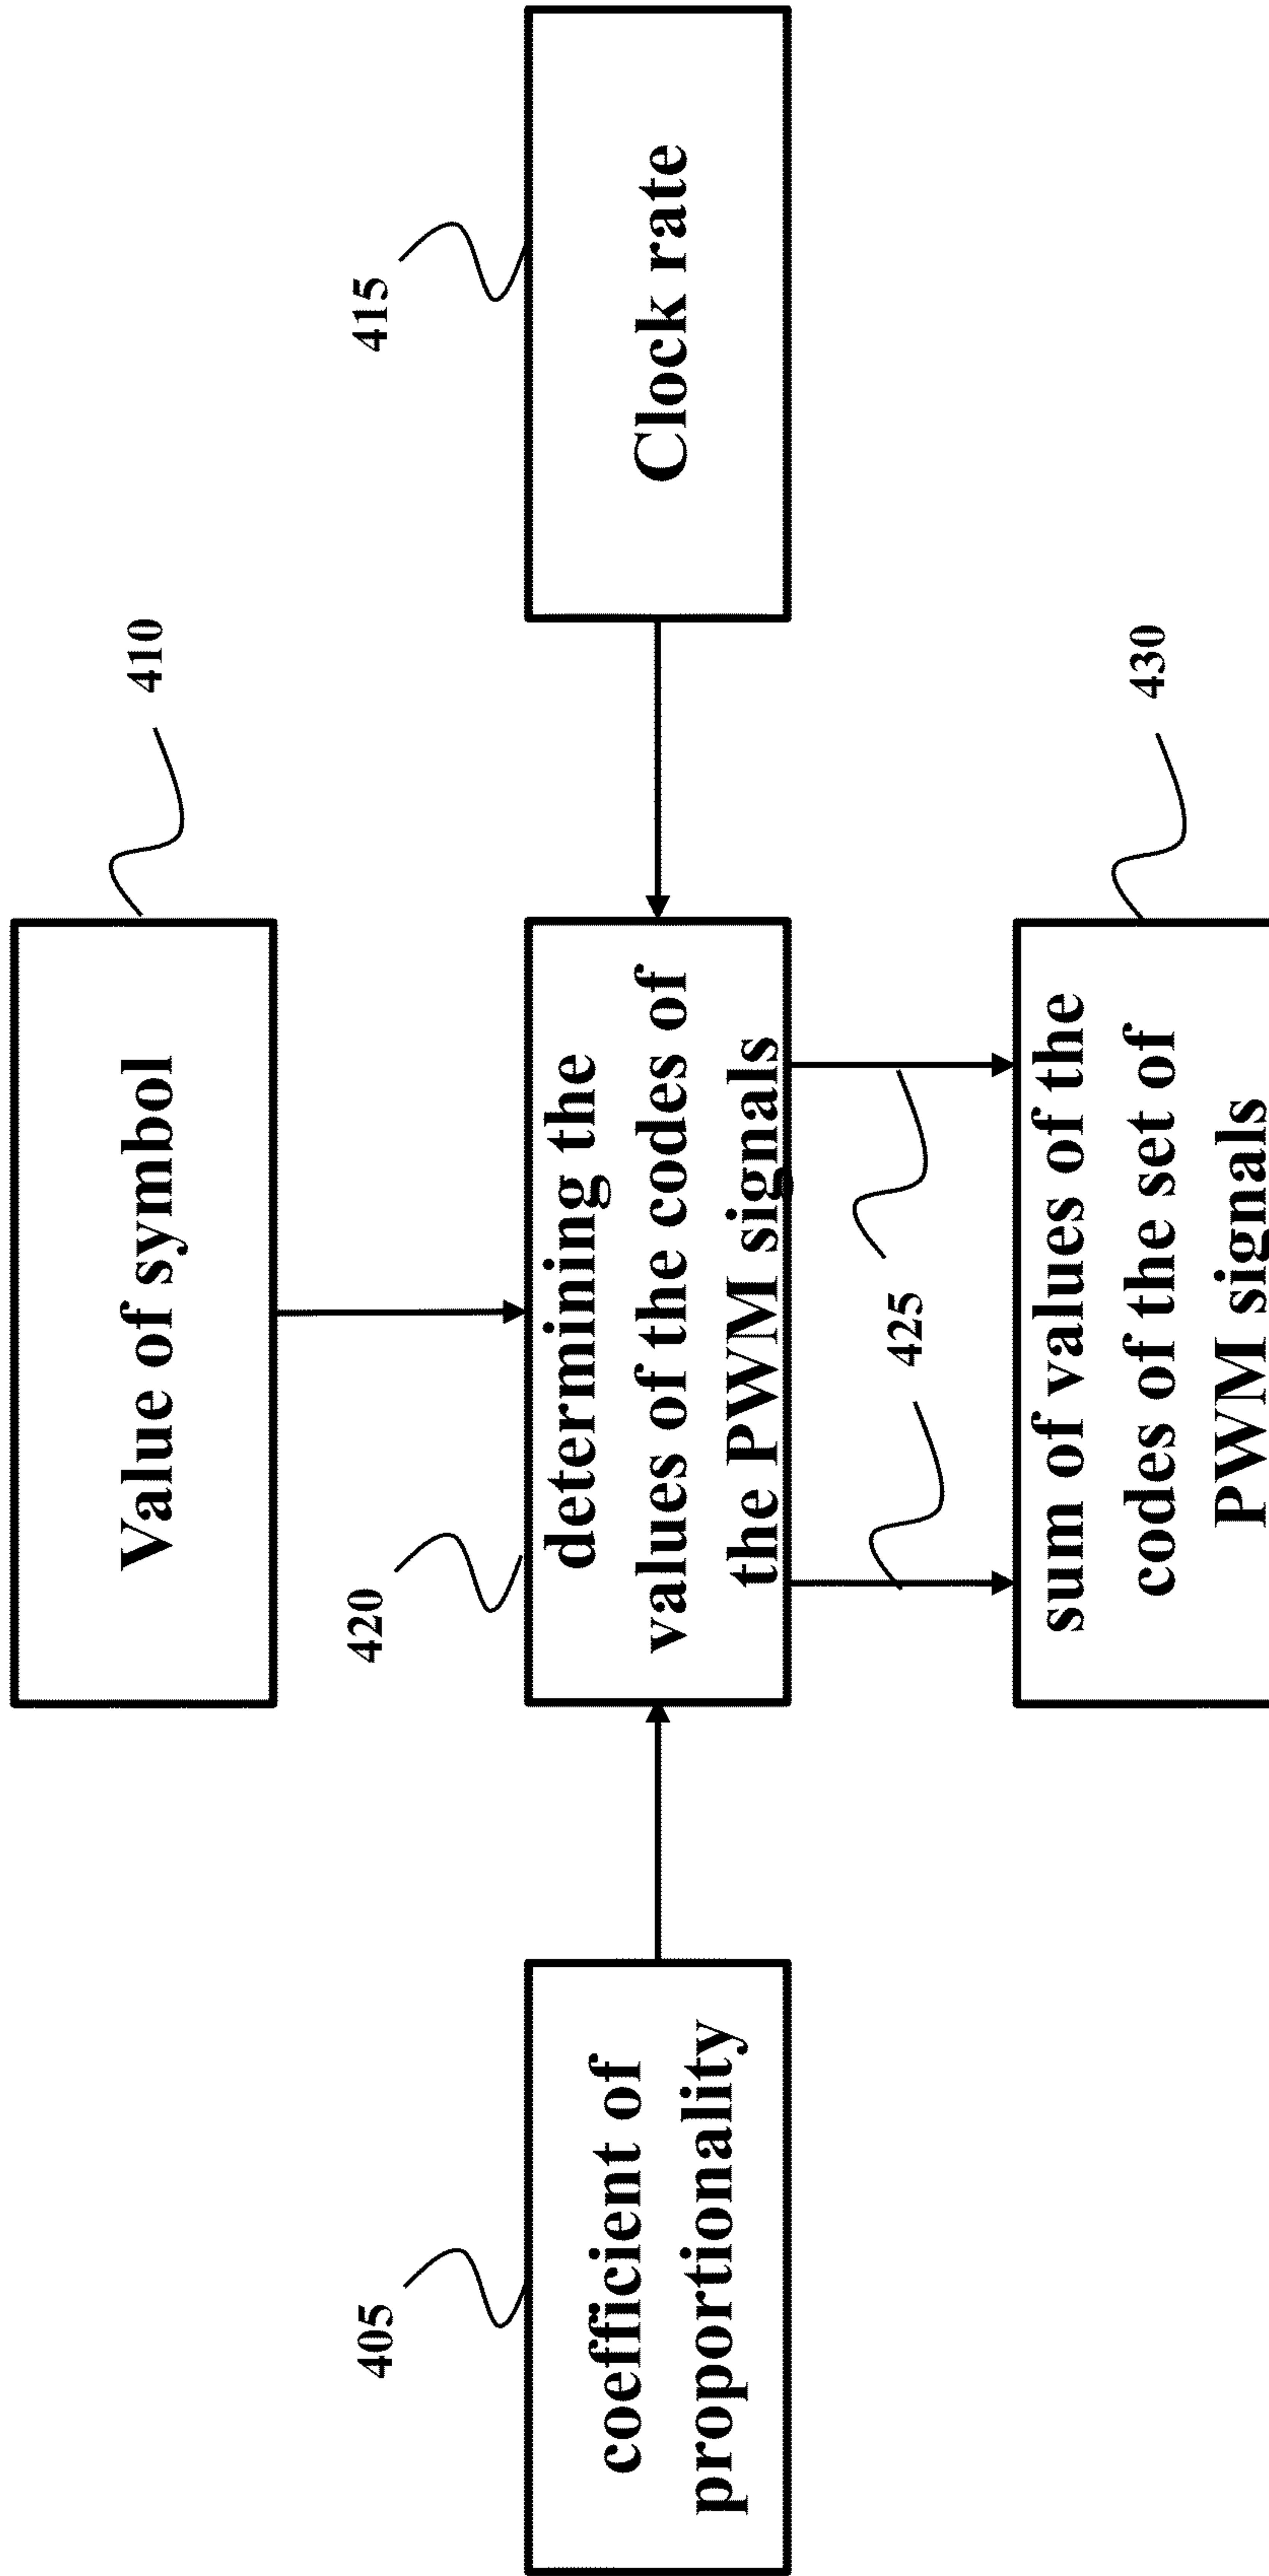 410
Value of symbol
405
coefficient of
proportionality
420
determining the
values of the codes of
the PWM signals
415
Clock rate
425
430
sum of values of the
codes of the set of
PWM signals